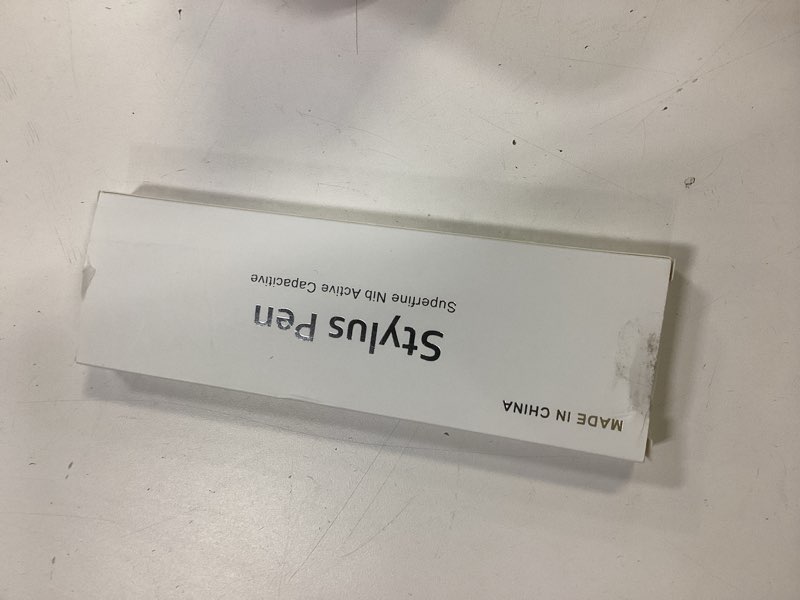 MADE IN CHINA
Stylus Pen
Superfine Nib Active Capacitive